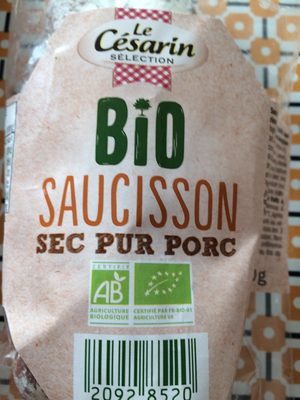 Le
Césarin
SÉLECTION
BIO
SAUCISSON
SEC PUR PORC
CERTIFIÉ
AB
AGRICULTURE
BIOLOGIQUE
CERTIFIÉ PAR FR-BIO-01
AGRICULTURE UE
2092 8520